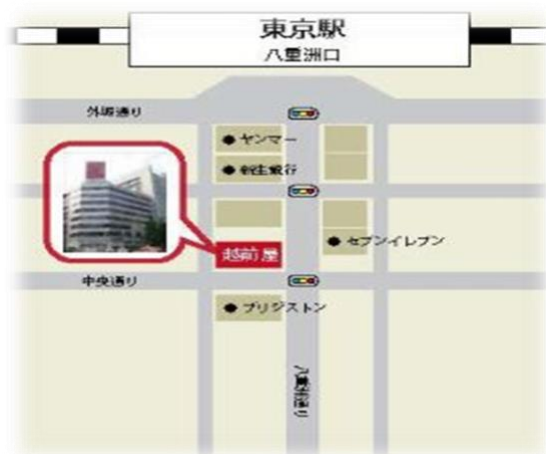 東京駅
八重洲口
外堀通り
ヤンマー
新生銀行
越前屋
セブンイレブン
中央通り
ブリジストン
八重洲通り